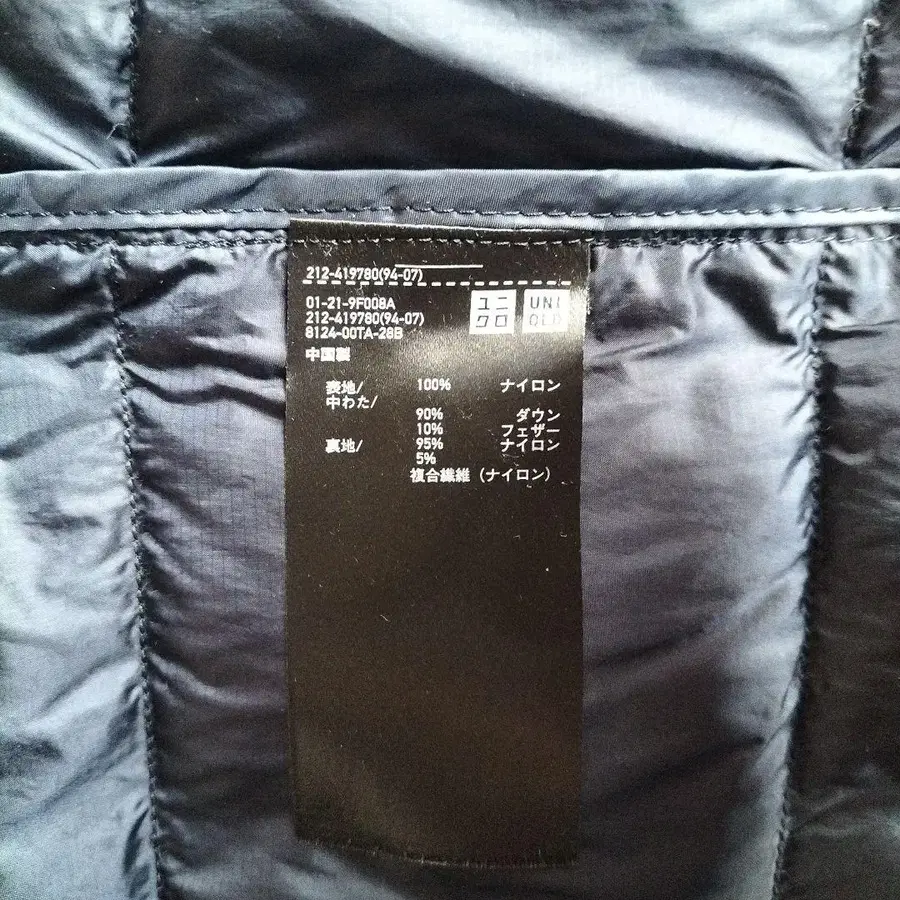 212-419780(94-07)
01-21-9F008A
212-419780(94-07)
8124-00TA-28B
中国製
ユニクロ
UNIQLO
表地/ 100% ナイロン
中わた/
90% ダウン
10% フェザー
裏地/ 95% ナイロン
5%
複合繊維(ナイロン)